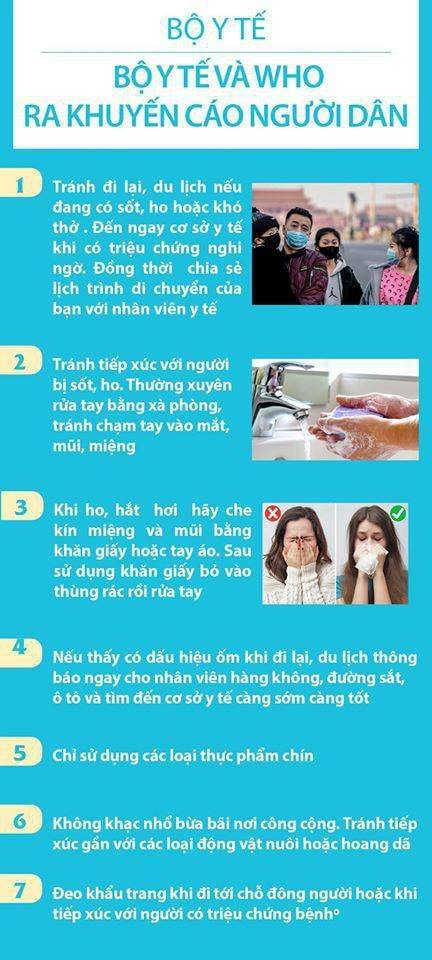 BỘ Y TẾ
BỘ Y TẾ VÀ WHO
RA KHUYẾN CÁO NGƯỜI DÂN
1
Tránh đi lại, du lịch nếu
đang có sốt, ho hoặc khó
thở . Đến ngay cơ sở y tế
khi có triệu chứng nghi
ngờ. Đồng thời chia sẻ
lịch trình di chuyển của
bạn với nhân viên y tế
2
Tránh tiếp xúc với người
bị sốt, ho. Thường xuyên
rửa tay bằng xà phòng,
tránh chạm tay vào mắt,
mũi, miệng
3
Khi ho, hắt hơi hãy che
kín miệng và mũi bằng
khăn giấy hoặc tay áo. Sau
sử dụng khăn giấy bỏ vào
thùng rác rồi rửa tay
4
Nếu thấy có dấu hiệu ốm khi đi lại, du lịch thông
báo ngay cho nhân viên hàng không, đường sắt,
ô tô và tìm đến cơ sở y tế càng sớm càng tốt
5
Chỉ sử dụng các loại thực phẩm chín
6
Không khạc nhổ bừa bãi nơi công cộng. Tránh tiếp
xúc gần với các loại động vật nuôi hoặc hoang dã
7
Đeo khẩu trang khi đi tới chỗ đông người hoặc khi
tiếp xúc với người có triệu chứng bệnhº